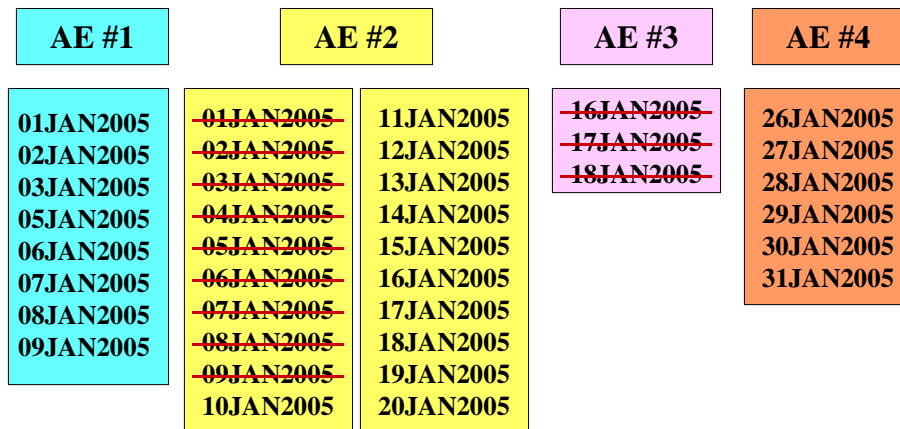 AE #1
AE #2
AE #3
AE #4
01JAN2005
02JAN2005
03JAN2005
05JAN2005
06JAN2005
07JAN2005
08JAN2005
09JAN2005
01JAN2005
02JAN2005
03JAN2005
04JAN2005
05JAN2005
06JAN2005
07JAN2005
08JAN2005
09JAN2005
10JAN2005
11JAN2005
12JAN2005
13JAN2005
14JAN2005
15JAN2005
16JAN2005
17JAN2005
18JAN2005
19JAN2005
20JAN2005
16JAN2005
17JAN2005
18JAN2005
26JAN2005
27JAN2005
28JAN2005
29JAN2005
30JAN2005
31JAN2005